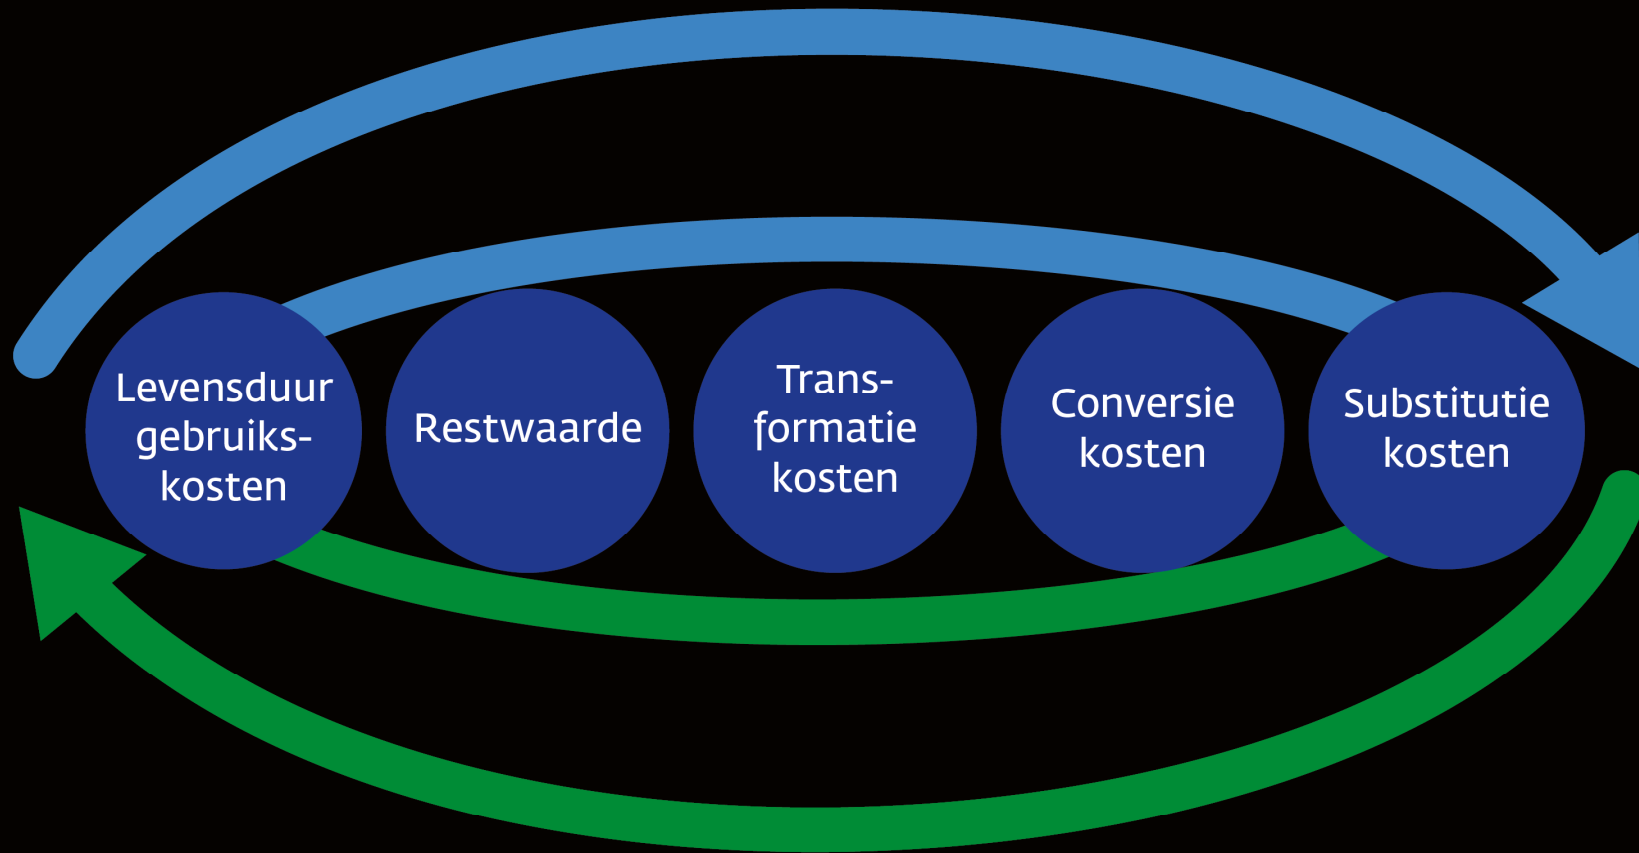 Levensduur
gebruiks-
kosten
Restwaarde
Trans-
formatie
kosten
Conversie
kosten
Substitutie
kosten